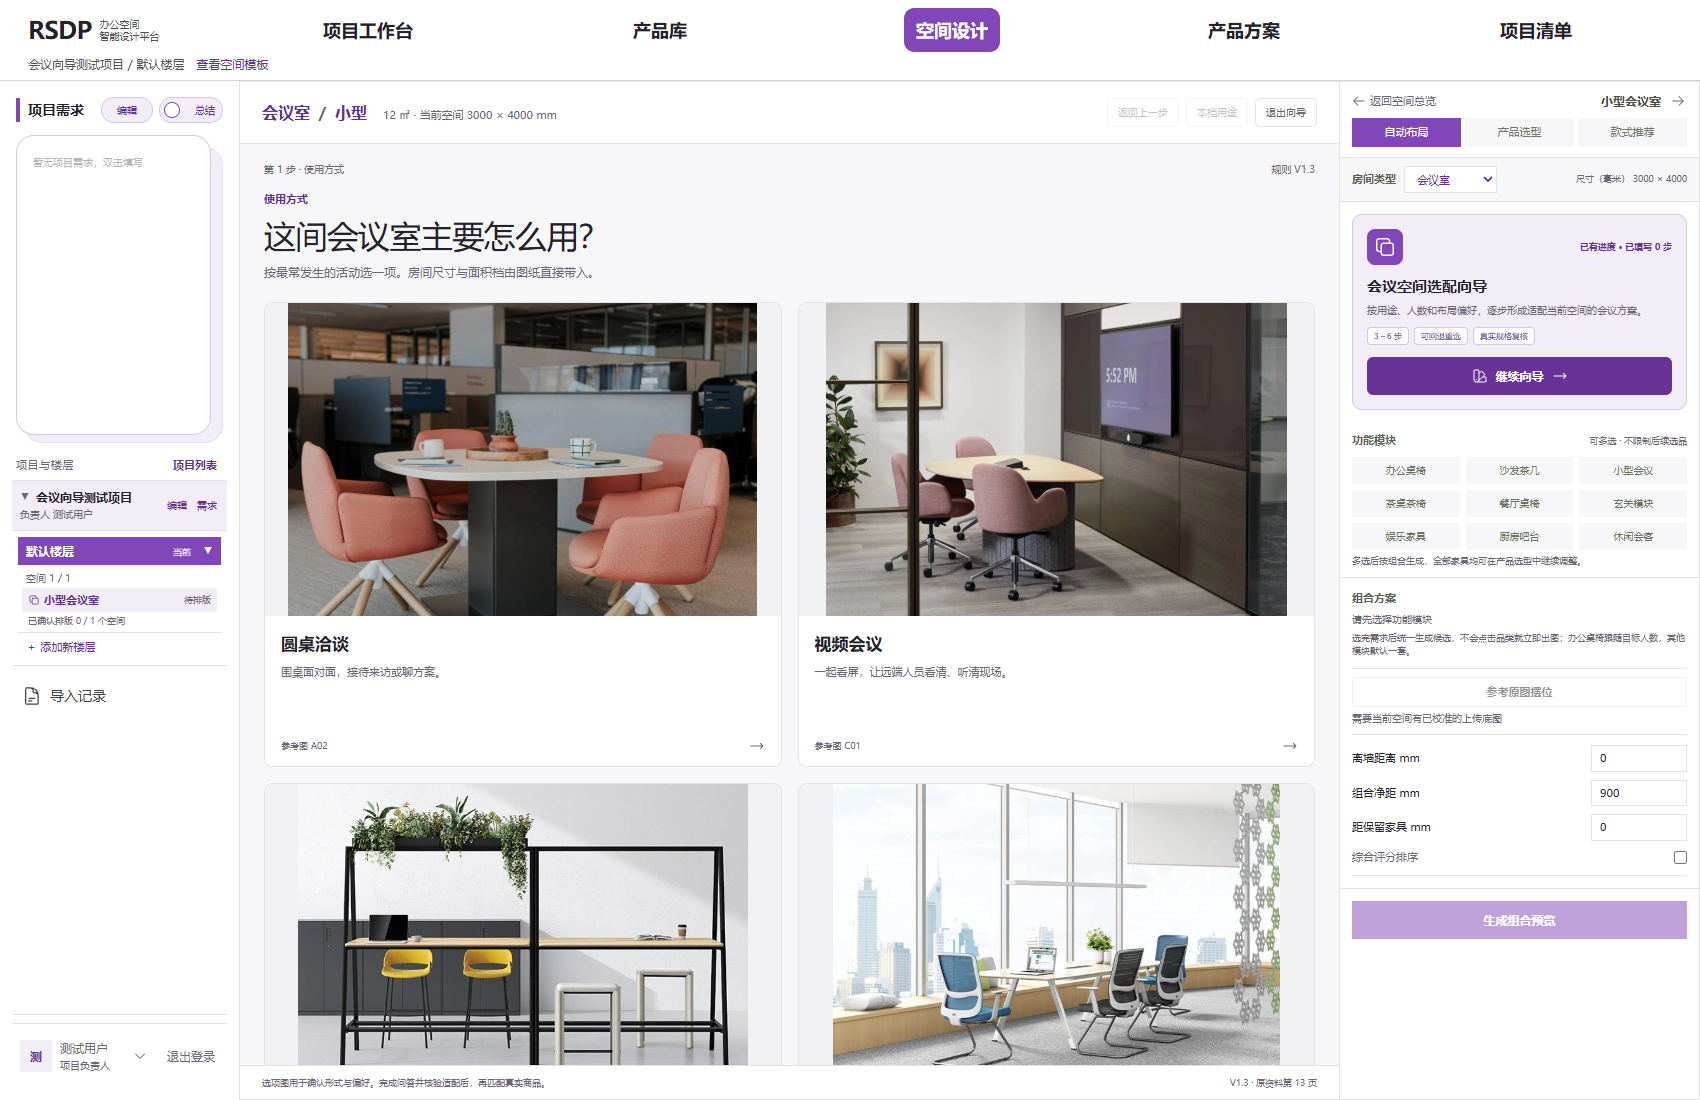 RSDP 办公空间
智能设计平台
项目工作台
产品库
空间设计
产品方案
项目清单
会议向导测试项目 / 默认楼层 查看空间模板
项目需求
编辑
总结
暂无项目需求，双击填写
项目与楼层
项目列表
▼ 会议向导测试项目
负责人 测试用户
编辑 需求
默认楼层
当前 ▼
空间 1 / 1
小型会议室
待排版
已确认排版 0 / 1 个空间
+ 添加新楼层
导入记录
测
测试用户
项目负责人
退出登录
会议室 / 小型 12 ㎡ · 当前空间 3000 × 4000 mm
返回上一步
本档用途
退出向导
第 1 步 · 使用方式
规则 V1.3
使用方式
这间会议室主要怎么用？
按最常发生的活动选一项。房间尺寸与面积档由图纸直接带入。
5:52 PM
圆桌洽谈
围桌面对面，接待来访或聊方案。
参考图 A02 →
视频会议
一起看屏，让远端人员看清、听清现场。
参考图 C01 →
选项图用于确认形式与偏好。完成问答并核验适配后，再匹配真实商品。
V1.3 · 原资料第 13 页
← 返回空间总览
小型会议室 →
自动布局
产品选型
款式推荐
房间类型
会议室
尺寸（毫米） 3000 × 4000
已有进度 • 已填写 0 步
会议空间选配向导
按用途、人数和布局偏好，逐步形成适配当前空间的会议方案。
3–6 步
可回退重选
真实规格复核
继续向导 →
功能模块
可多选 · 不限制后续选品
办公桌椅
沙发茶几
小型会议
茶桌茶椅
餐厅桌椅
玄关模块
娱乐家具
厨房吧台
休闲会客
多选后按组合生成，全部家具均可在产品选型中继续调整。
组合方案
请先选择功能模块
选完需求后统一生成候选，不会点击品类就立即出图；办公桌椅跟随目标人数，其他
模块默认一套。
参考原图摆位
需要当前空间有已校准的上传底图
离墙距离 mm
0
组合净距 mm
900
距保留家具 mm
0
综合评分排序
生成组合预览